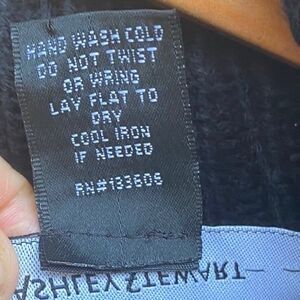 HAND WASH COLD
DO NOT TWIST
OR WRING
LAY FLAT TO
DRY
COOL IRON
IF NEEDED
RN#133606
ASHLEY STEWART